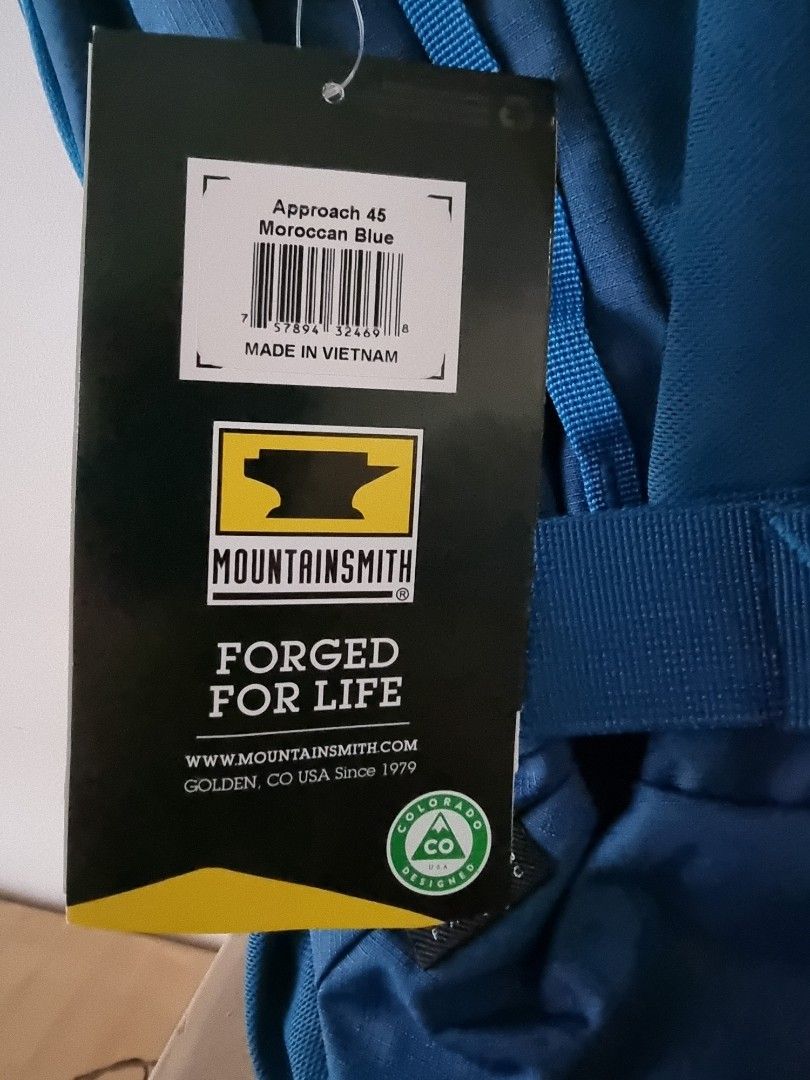 Approach 45
Moroccan Blue
7 57894 32469 8
MADE IN VIETNAM
MOUNTAINSMITH
®
FORGED
FOR LIFE
WWW.MOUNTAINSMITH.COM
GOLDEN, CO USA Since 1979
COLORADO
CO
USA
DESIGNED